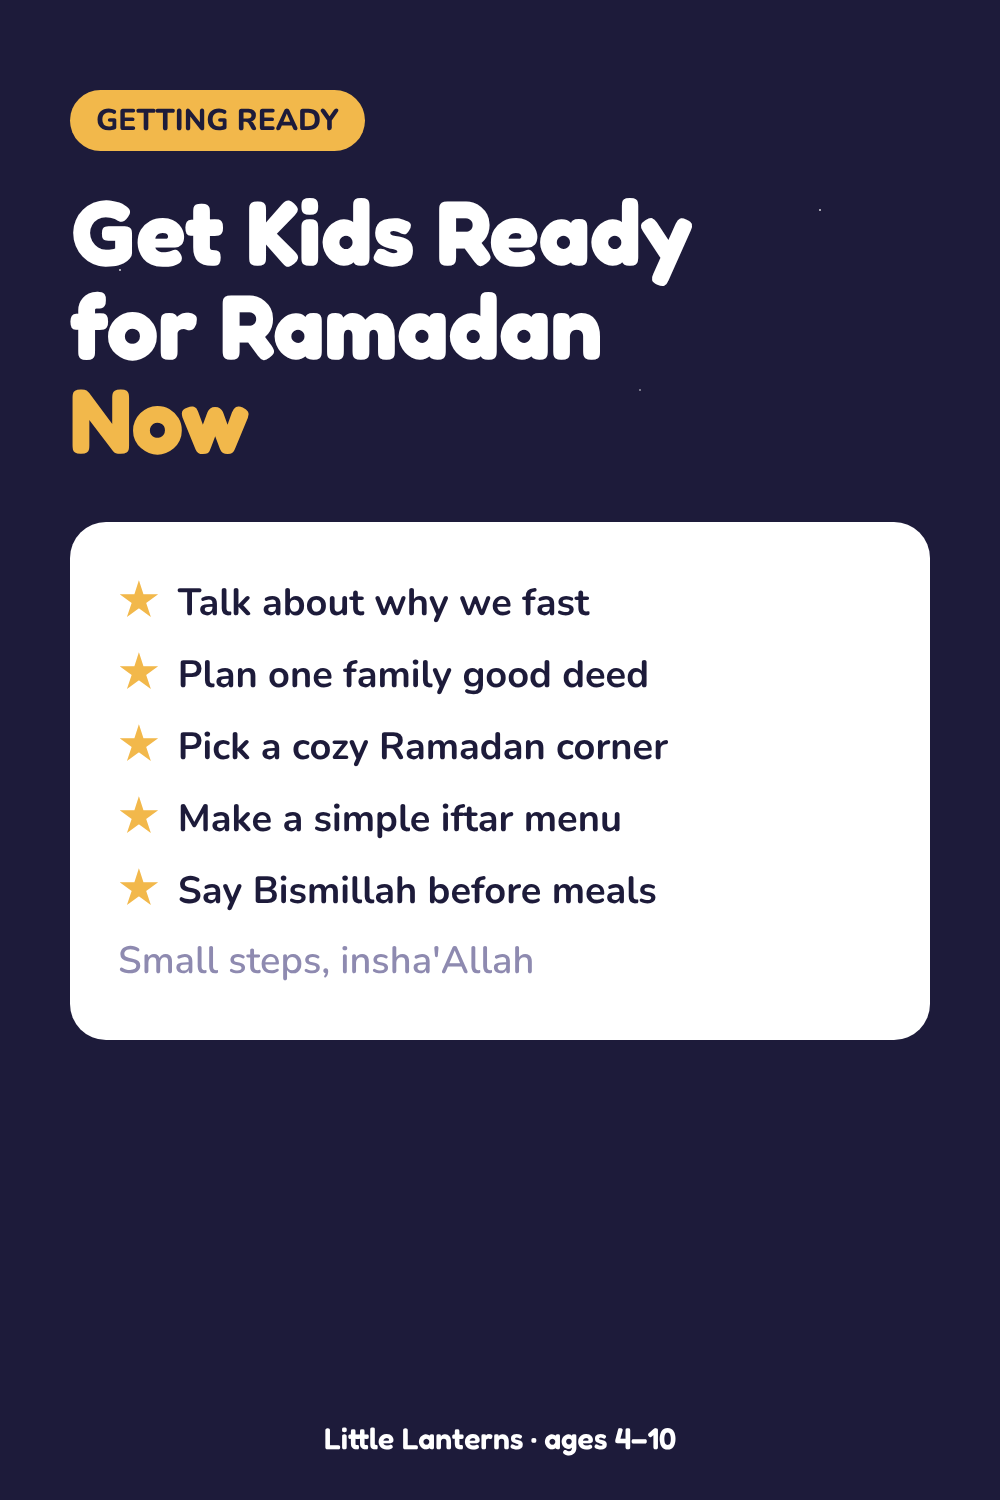 GETTING READY
Get Kids Ready
for Ramadan
Now
★ Talk about why we fast
★ Plan one family good deed
★ Pick a cozy Ramadan corner
★ Make a simple iftar menu
★ Say Bismillah before meals
Small steps, insha'Allah
Little Lanterns · ages 4–10